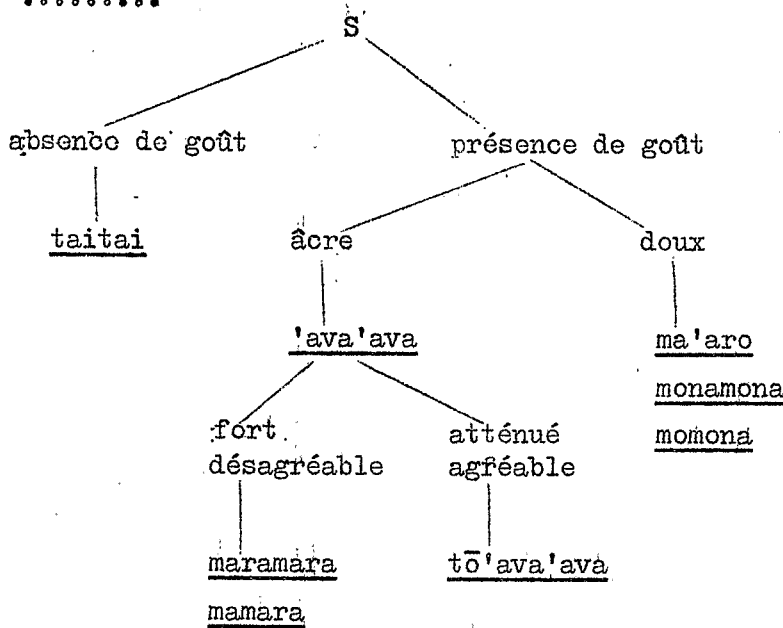 S
absence de goût
présence de goût
taitai
âcre
doux
'ava'ava
ma'aro
monamona
momona
fort
désagréable
atténué
agréable
maramara
mamara
tō'ava'ava